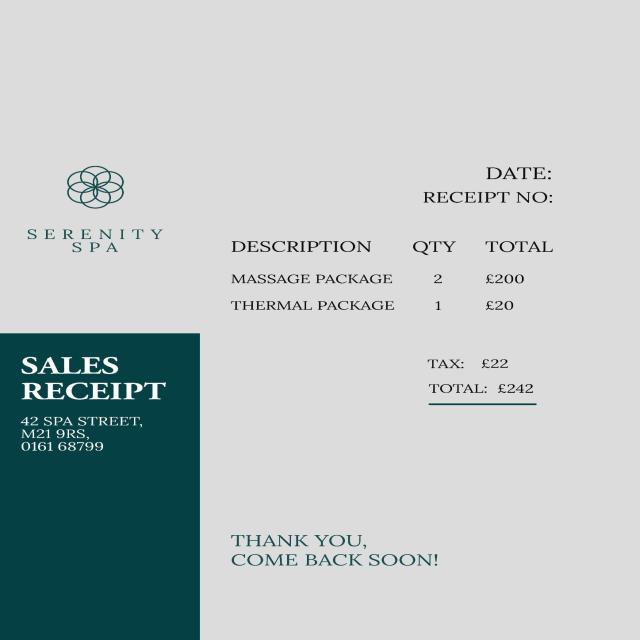 SERENITY
SPA
DATE:
RECEIPT NO:
DESCRIPTION QTY TOTAL
MASSAGE PACKAGE 2 £200
THERMAL PACKAGE 1 £20
TAX: £22
TOTAL: £242
SALES
RECEIPT
42 SPA STREET,
M21 9RS,
0161 68799
THANK YOU,
COME BACK SOON!